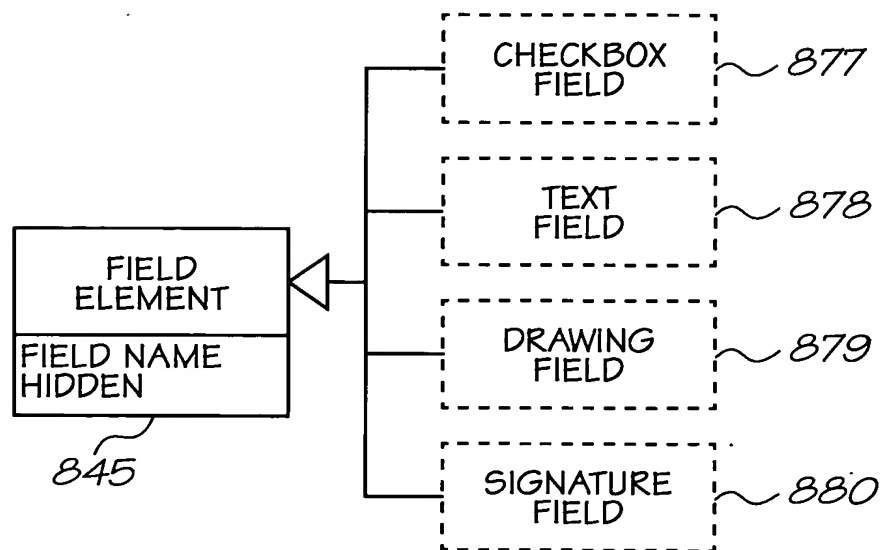 CHECKBOX
FIELD
877
TEXT
FIELD
878
FIELD
ELEMENT
FIELD NAME
HIDDEN
845
DRAWING
FIELD
879
SIGNATURE
FIELD
880